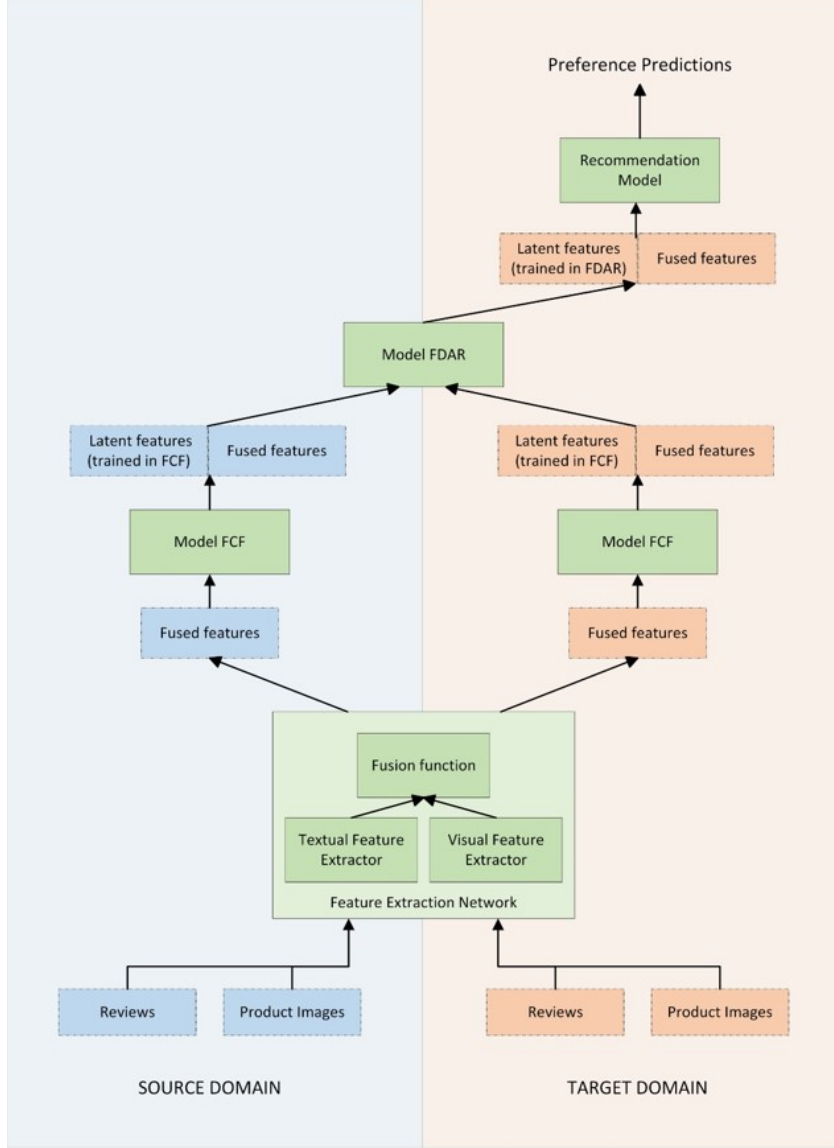 Preference Predictions
Recommendation
Model
Latent features
(trained in FDAR)
Fused features
Model FDAR
Latent features
(trained in FCF)
Fused features
Latent features
(trained in FCF)
Fused features
Model FCF
Model FCF
Fused features
Fused features
Fusion function
Textual Feature
Extractor
Visual Feature
Extractor
Feature Extraction Network
Reviews
Product Images
Reviews
Product Images
SOURCE DOMAIN
TARGET DOMAIN